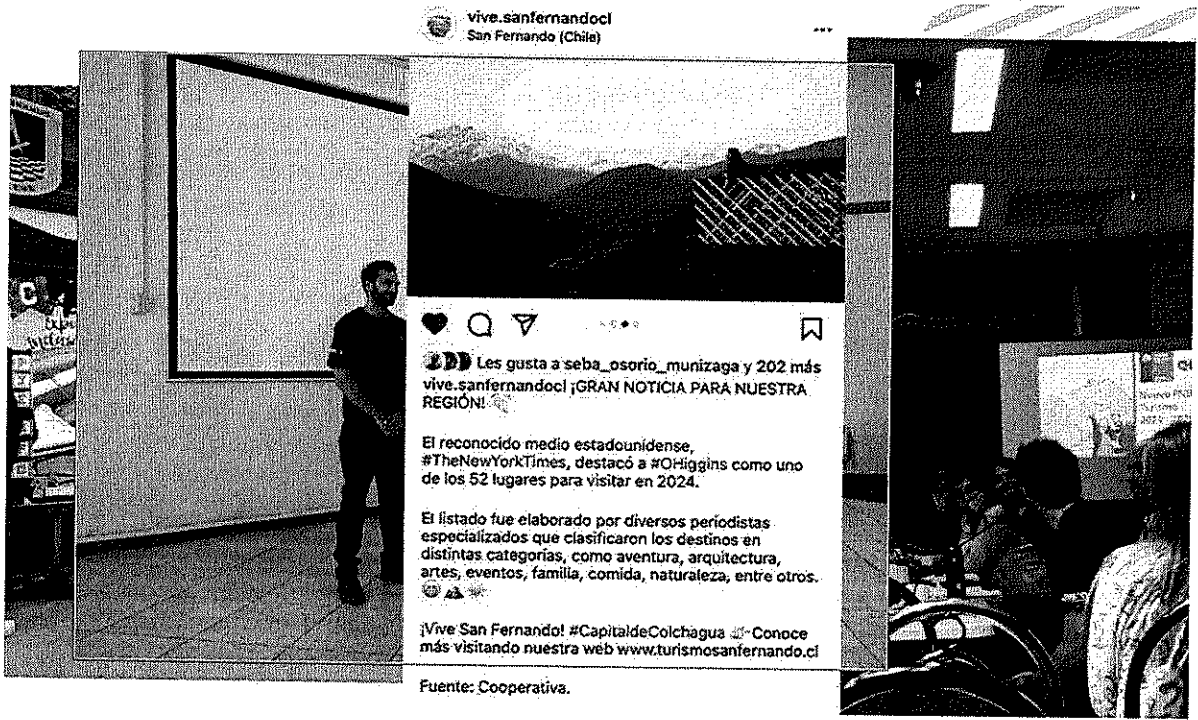 vive.sanfernandocl
San Fernando (Chile)
Les gusta a seba_osorio_munizaga y 202 más
vive.sanfernandocl ¡GRAN NOTICIA PARA NUESTRA
REGIÓN!
El reconocido medio estadounidense,
#TheNewYorkTimes, destacó a #OHiggins como uno
de los 52 lugares para visitar en 2024.
El listado fue elaborado por diversos periodistas
especializados que clasificaron los destinos en
distintas categorías, como aventura, arquitectura,
artes, eventos, familia, comida, naturaleza, entre otros.
¡Vive San Fernando! #CapitaldeColchagua -Conoce
más visitando nuestra web www.turismosanfernando.cl
Fuente: Cooperativa.
C